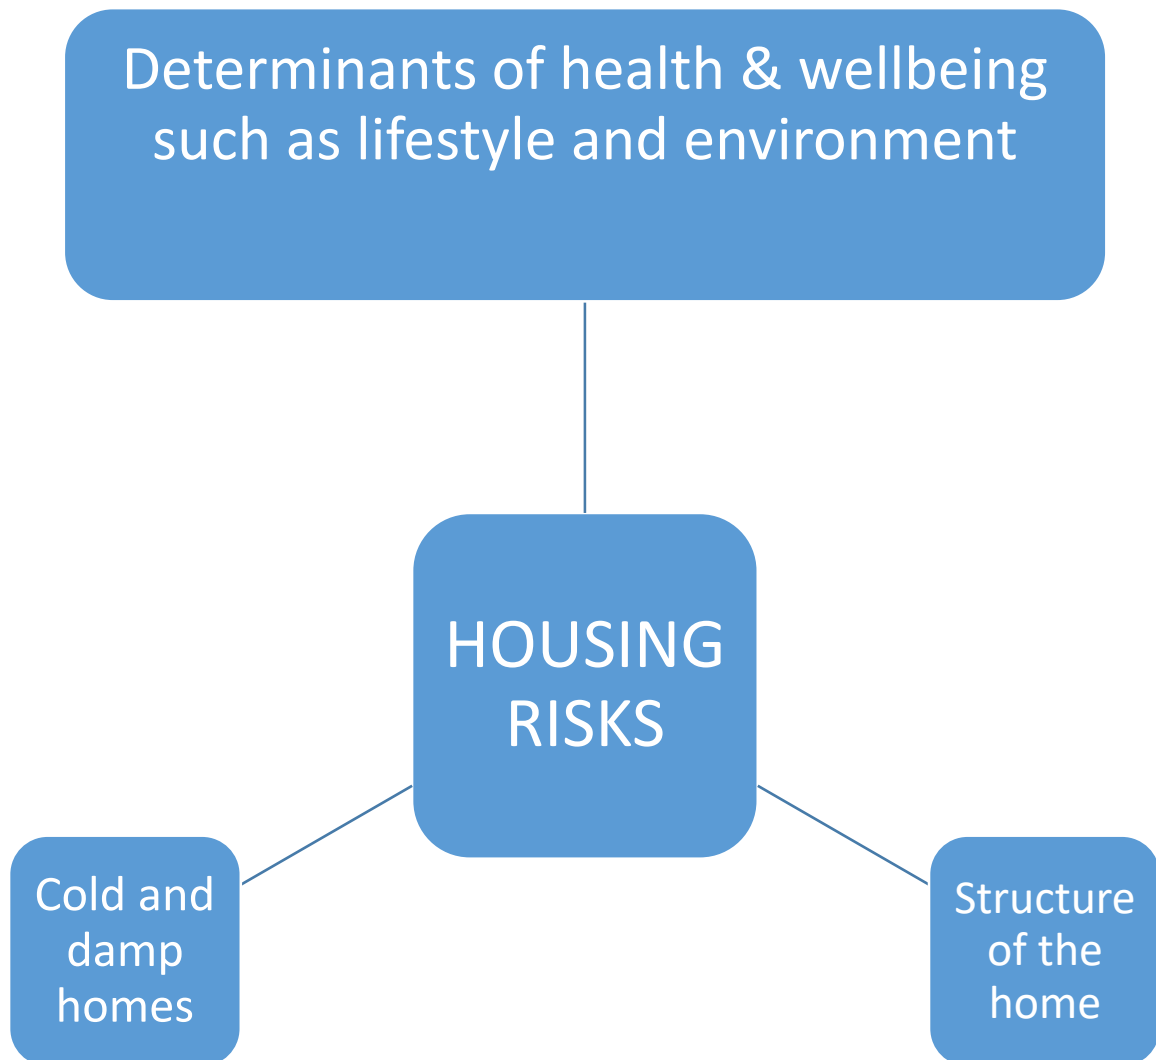 Determinants of health & wellbeing
such as lifestyle and environment
HOUSING
RISKS
Cold and
damp
homes
Structure
of the
home